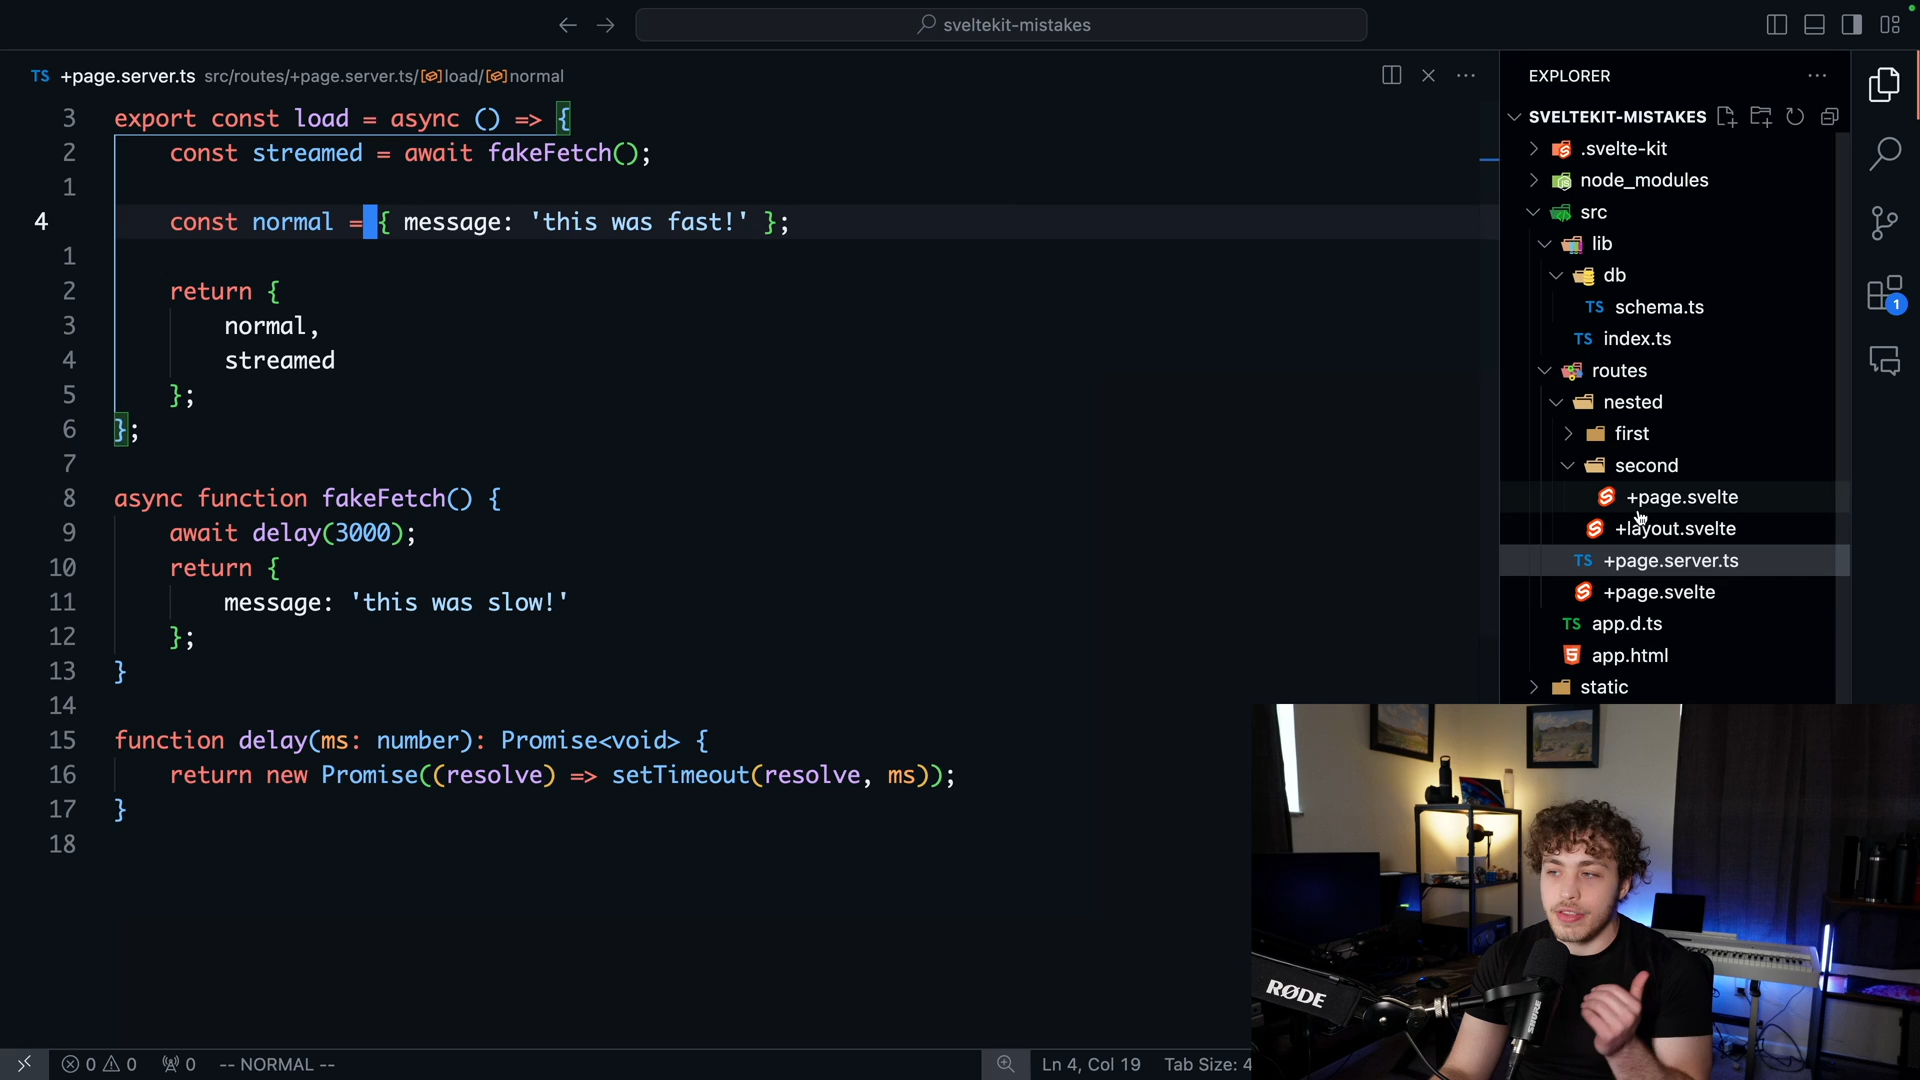 sveltekit-mistakes
TS +page.server.ts src/routes/+page.server.ts/load/normal
3 export const load = async () => {
2 const streamed = await fakeFetch();
1
4 const normal = { message: 'this was fast!' };
1
2 return {
3 normal,
4 streamed
5 };
6 };
7
8 async function fakeFetch() {
9 await delay(3000);
10 return {
11 message: 'this was slow!'
12 };
13 }
14
15 function delay(ms: number): Promise<void> {
16 return new Promise((resolve) => setTimeout(resolve, ms));
17 }
18
EXPLORER
SVELTEKIT-MISTAKES
.svelte-kit
node_modules
src
lib
db
TS schema.ts
TS index.ts
routes
nested
first
second
+page.svelte
+layout.svelte
TS +page.server.ts
+page.svelte
TS app.d.ts
app.html
static
1
RØDE
SHURE
0 0 0 -- NORMAL -- Ln 4, Col 19 Tab Size: 4